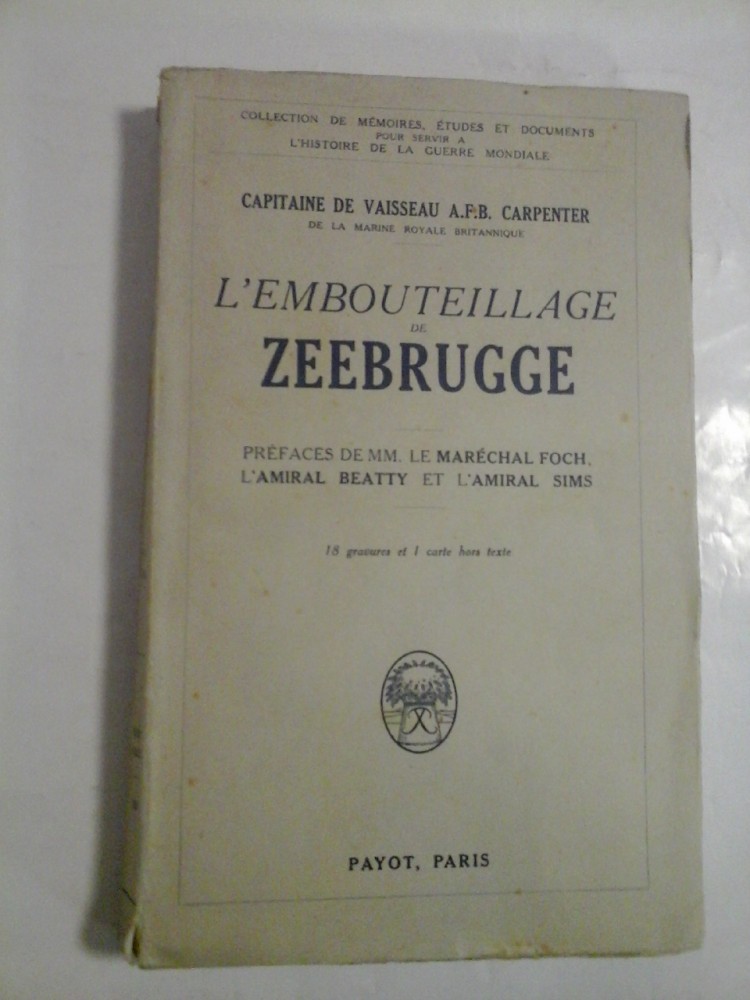 COLLECTION DE MÉMOIRES, ÉTUDES ET DOCUMENTS
POUR SERVIR A
L'HISTOIRE DE LA GUERRE MONDIALE
CAPITAINE DE VAISSEAU A.F.B. CARPENTER
DE LA MARINE ROYALE BRITANNIQUE
L'EMBOUTEILLAGE
DE
ZEEBRUGGE
PRÉFACES DE MM. LE MARÉCHAL FOCH,
L'AMIRAL BEATTY ET L'AMIRAL SIMS
18 gravures et 1 carte hors texte
PAYOT, PARIS